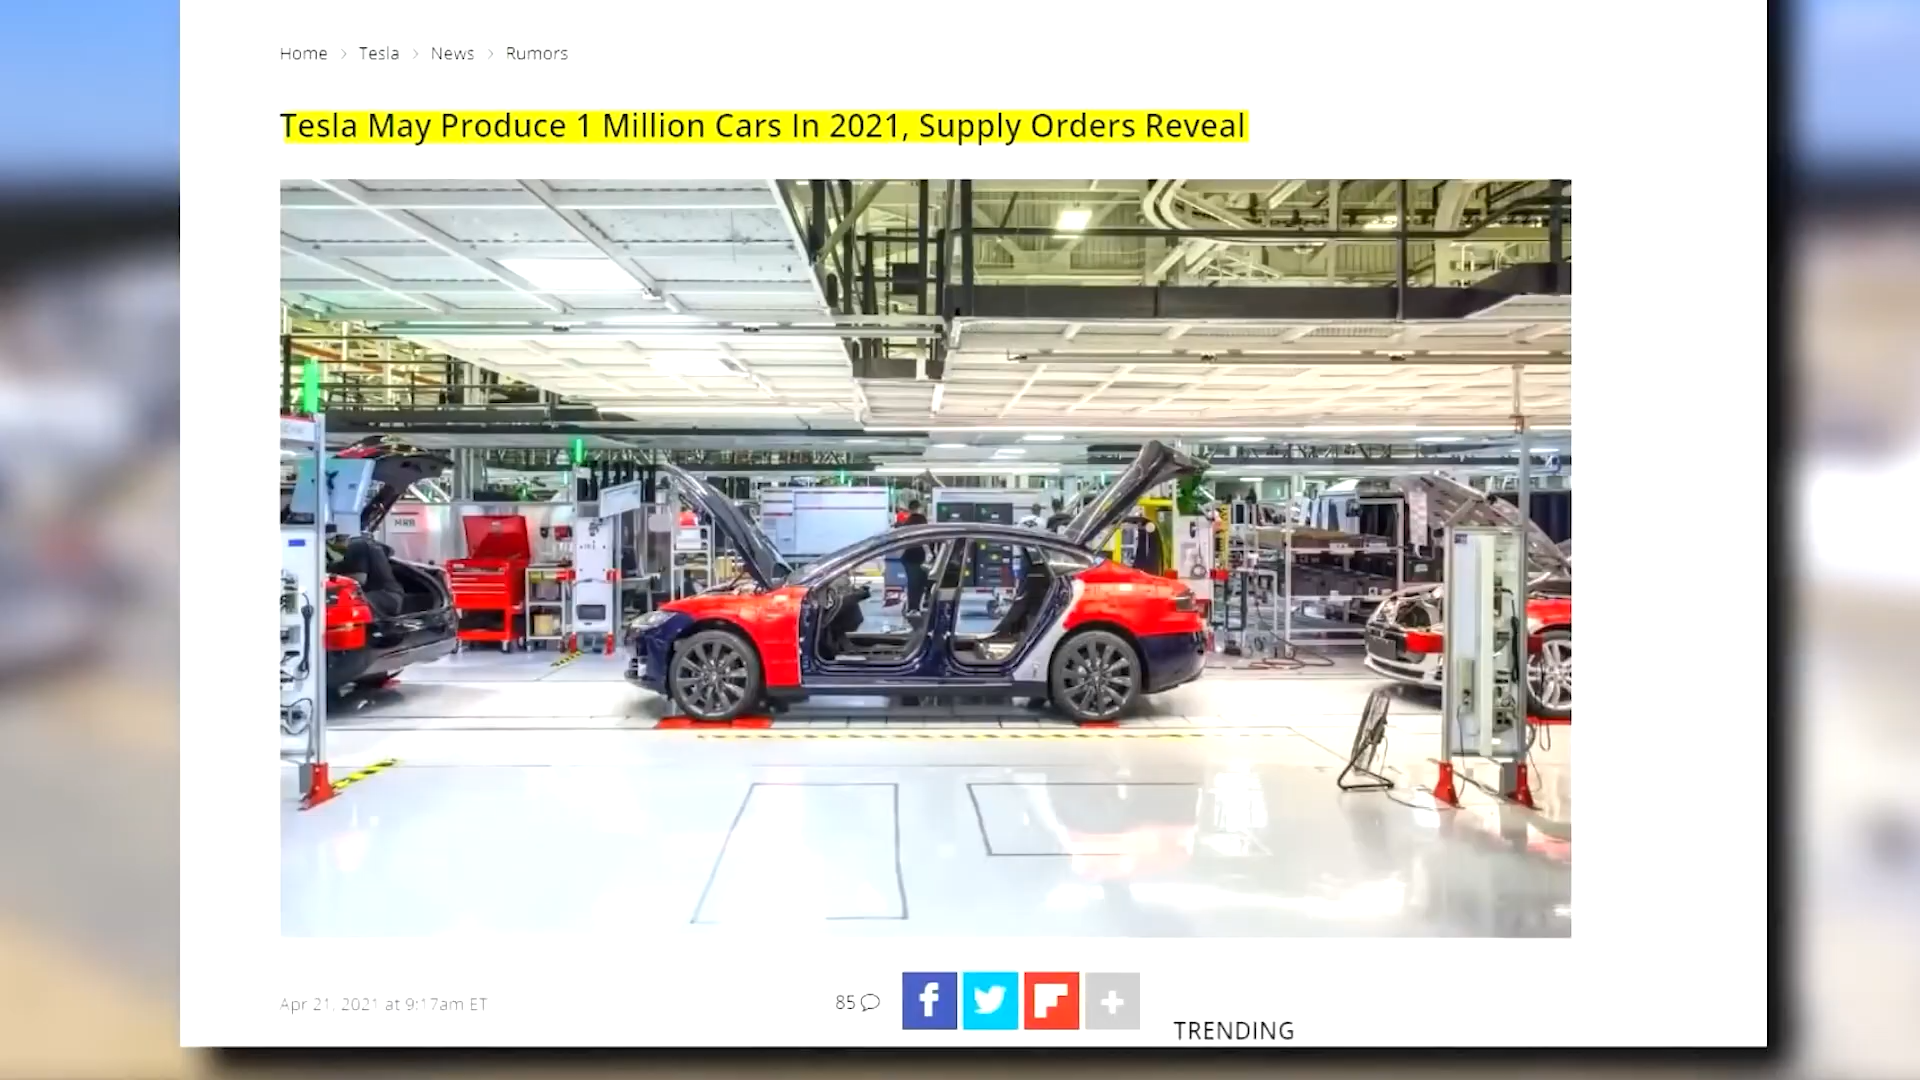 Home > Tesla > News > Rumors
Tesla May Produce 1 Million Cars In 2021, Supply Orders Reveal
MRB
Apr 21, 2021 at 9:17am ET
85
TRENDING